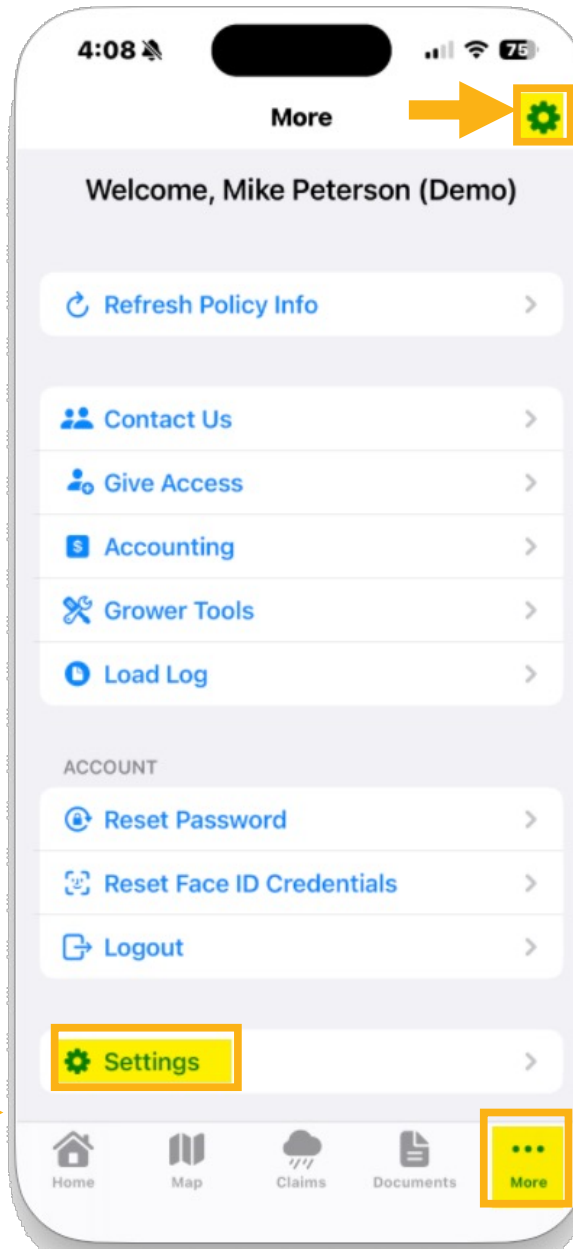 4:08
75
More
Welcome, Mike Peterson (Demo)
Refresh Policy Info
Contact Us
Give Access
$ Accounting
Grower Tools
Load Log
ACCOUNT
Reset Password
Reset Face ID Credentials
Logout
Settings
Home Map Claims Documents More